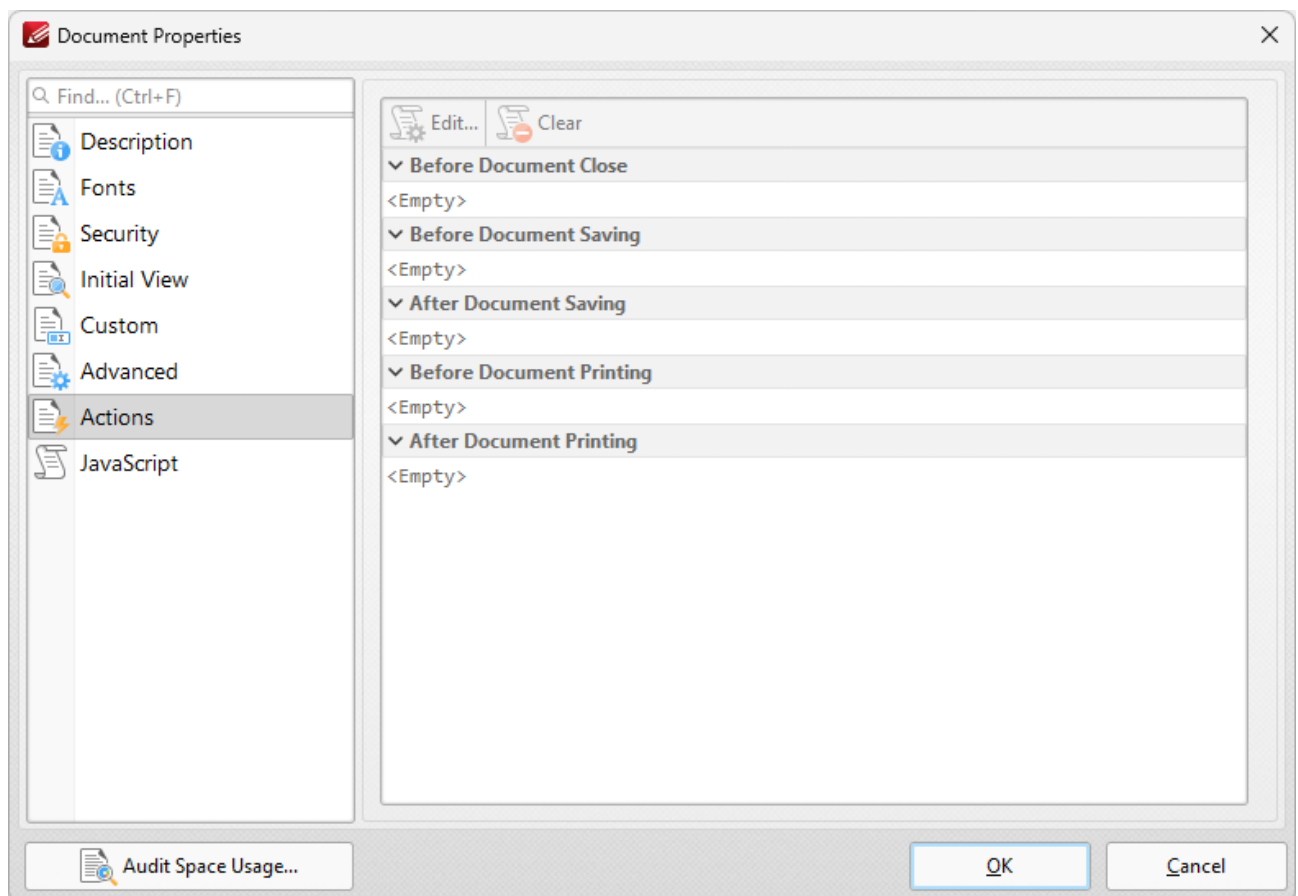 Document Properties
Find... (Ctrl+F)
Description
Fonts
Security
Initial View
Custom
Advanced
Actions
JavaScript
Edit... Clear
Before Document Close
<Empty>
Before Document Saving
<Empty>
After Document Saving
<Empty>
Before Document Printing
<Empty>
After Document Printing
<Empty>
Audit Space Usage...
OK
Cancel